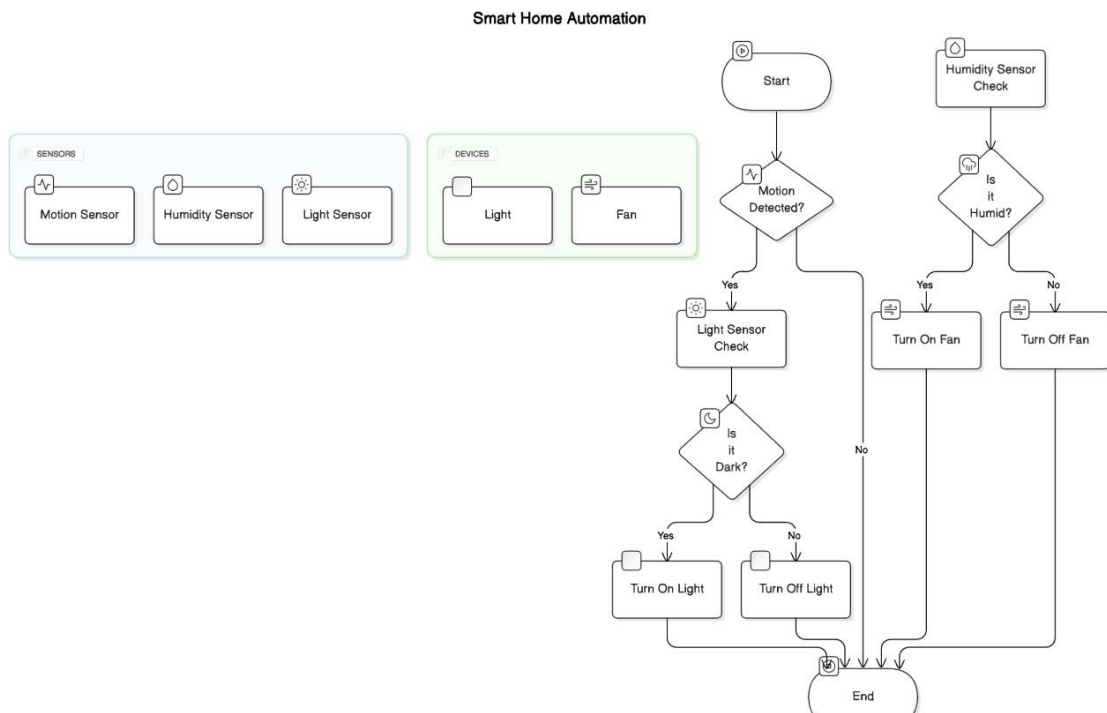 Smart Home Automation
Start
Humidity Sensor
Check
SENSORS
DEVICES
Motion Sensor
Humidity Sensor
Light Sensor
Light
Fan
Motion
Detected?
Is
it
Humid?
Yes
Yes
No
Light Sensor
Check
Turn On Fan
Turn Off Fan
Is
it
Dark?
No
Yes
No
Turn On Light
Turn Off Light
End